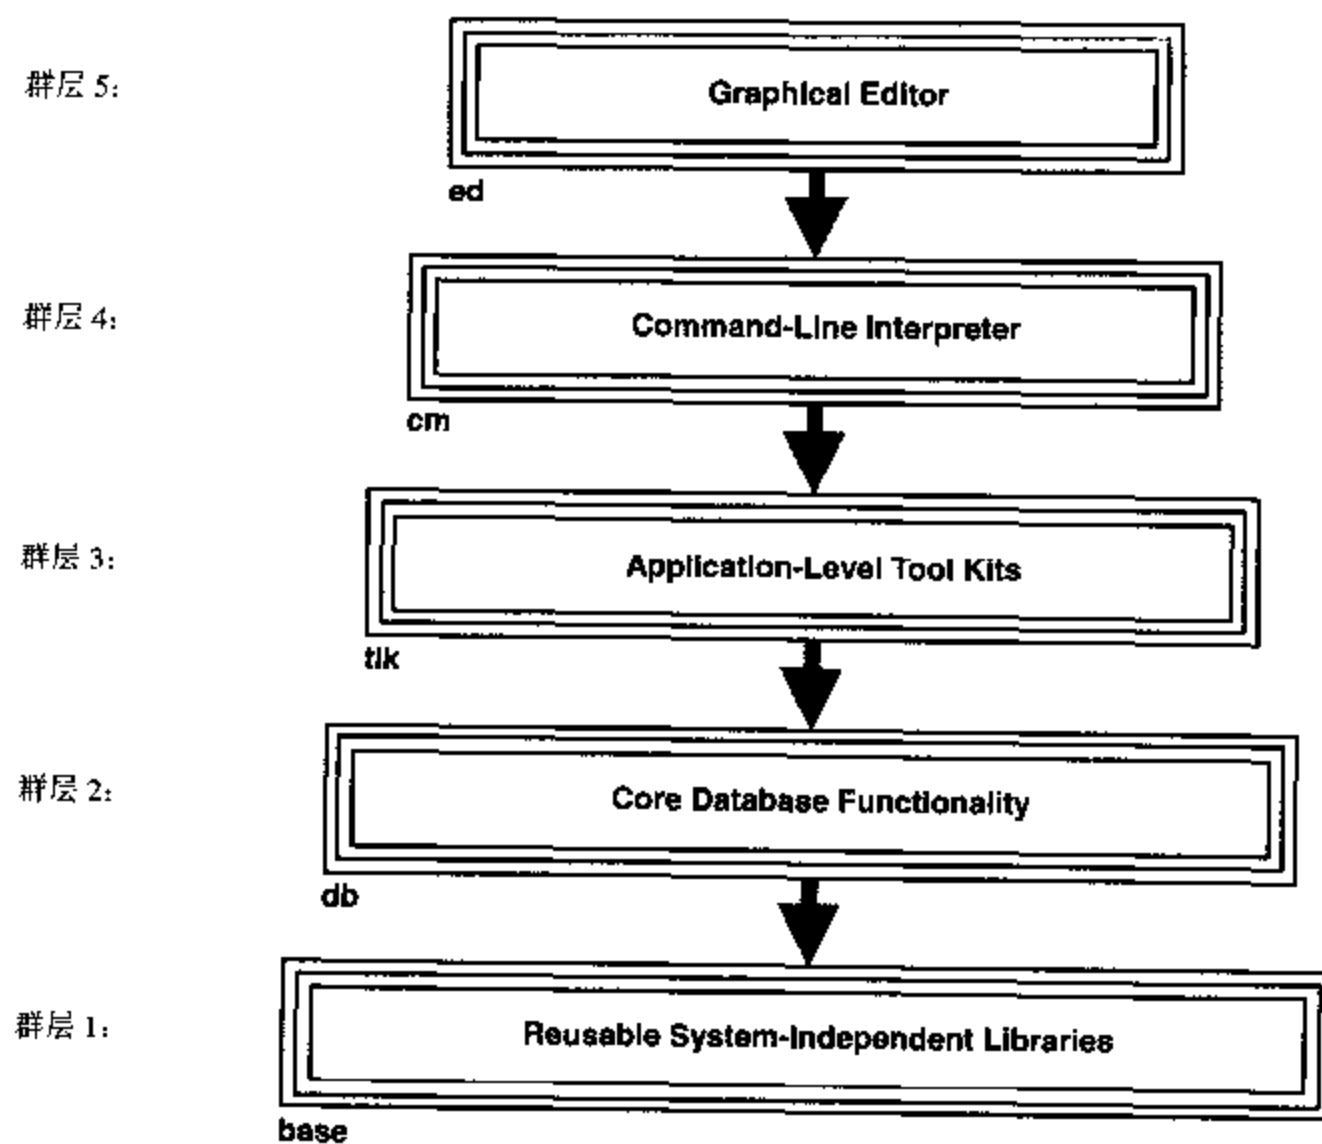 群层 5：
Graphical Editor
ed
群层 4：
Command-Line Interpreter
cm
群层 3：
Application-Level Tool Kits
tlk
群层 2：
Core Database Functionality
db
群层 1：
Reusable System-Independent Libraries
base